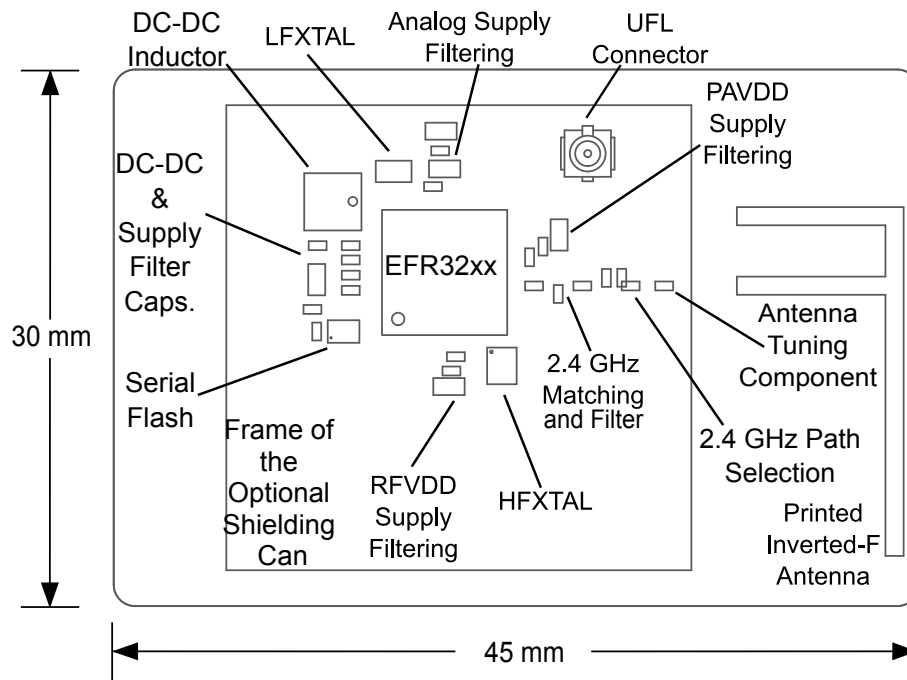 DC-DC
Inductor
LFXTAL
Analog Supply
Filtering
UFL
Connector
PAVDD
Supply
Filtering
DC-DC
&
Supply
Filter
Caps.
EFR32xx
30 mm
Antenna
Tuning
Component
2.4 GHz
Matching
and Filter
Serial
Flash
2.4 GHz Path
Selection
Frame of
the
Optional
Shielding
Can
RFVDD
Supply
Filtering
HFXTAL
Printed
Inverted-F
Antenna
45 mm